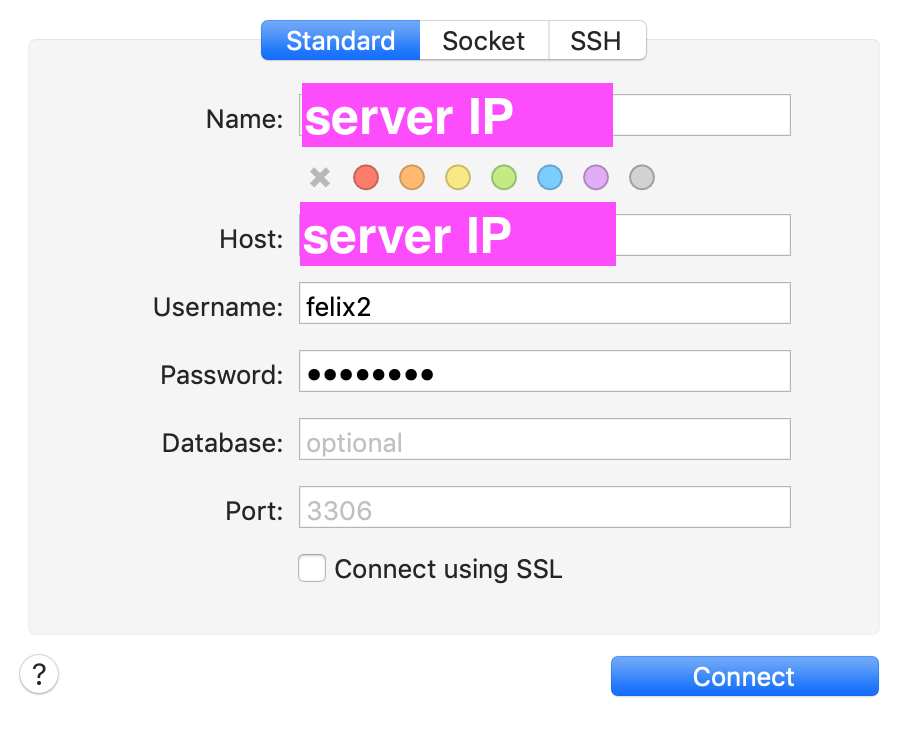 Standard Socket SSH
Name: server IP
Host: server IP
Username: felix2
Password: ••••••••
Database: optional
Port: 3306
Connect using SSL
? Connect